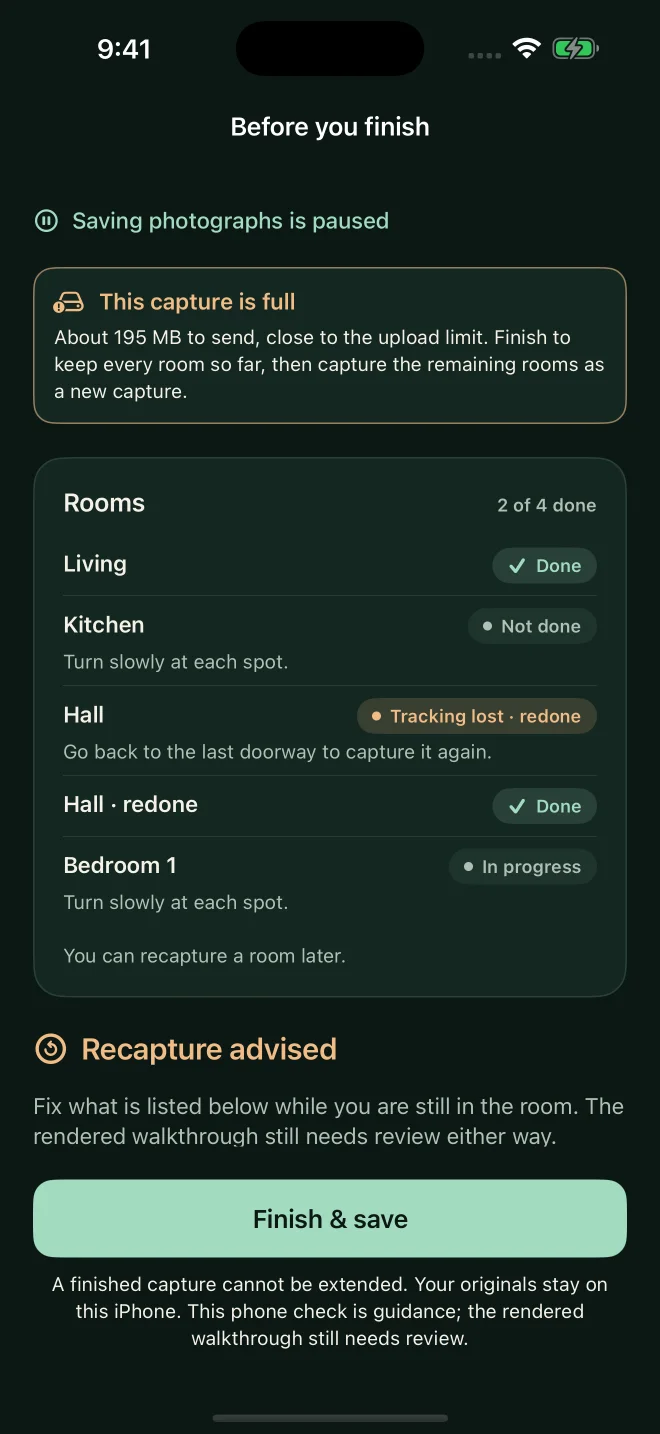 9:41
Before you finish
Saving photographs is paused
This capture is full
About 195 MB to send, close to the upload limit. Finish to
keep every room so far, then capture the remaining rooms as
a new capture.
Rooms
2 of 4 done
Living
Done
Kitchen
Not done
Turn slowly at each spot.
Hall
Tracking lost · redone
Go back to the last doorway to capture it again.
Hall · redone
Done
Bedroom 1
In progress
Turn slowly at each spot.
You can recapture a room later.
Recapture advised
Fix what is listed below while you are still in the room. The
rendered walkthrough still needs review either way.
Finish & save
A finished capture cannot be extended. Your originals stay on
this iPhone. This phone check is guidance; the rendered
walkthrough still needs review.